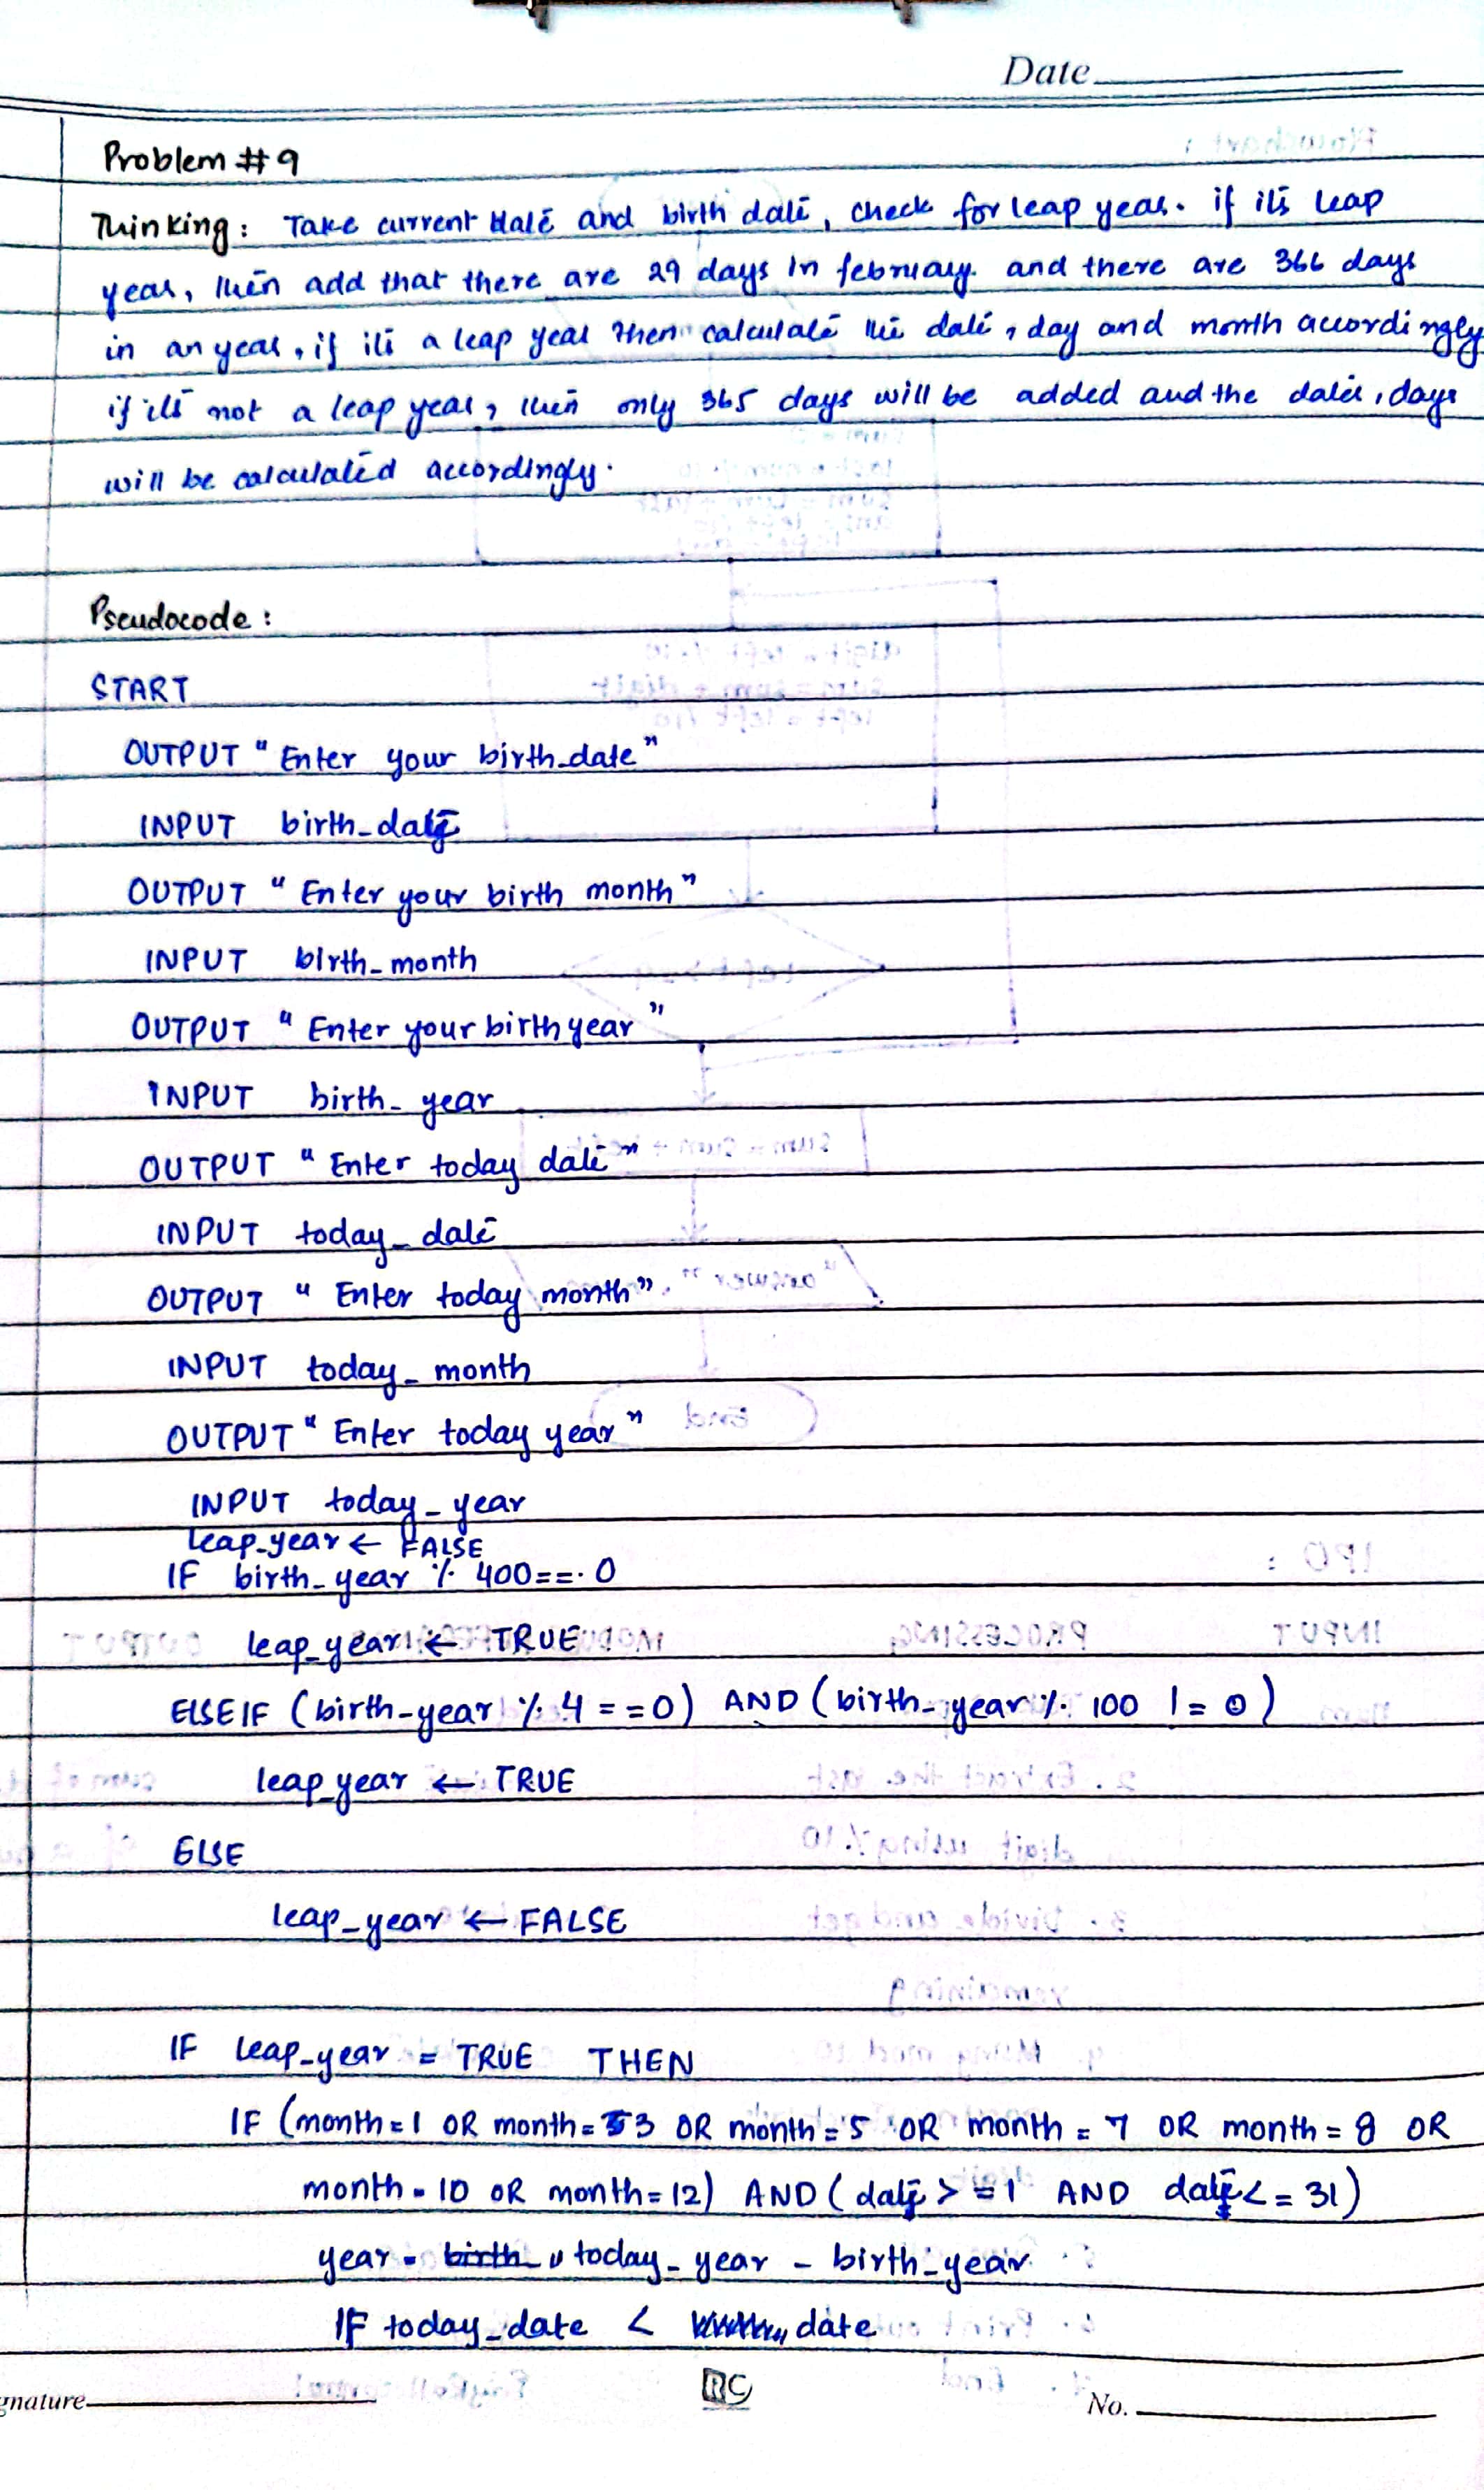 Date
Problem #9
Thinking: Take current date and birth date, check for leap year. if its leap
year, then add that there are 29 days in february. and there are 366 days
in an year, if its a leap year then calculate the date, day and month accordingly
if its not a leap year, then only 365 days will be added and the dates, days
will be calculated accordingly.
Pseudocode:
START
OUTPUT "Enter your birth_date"
INPUT birth_date
OUTPUT "Enter your birth month"
INPUT birth_month
OUTPUT "Enter your birth year"
INPUT birth_year
OUTPUT "Enter today date"
INPUT today_date
OUTPUT "Enter today month"
INPUT today_month
OUTPUT "Enter today year"
INPUT today_year
leap_year ← FALSE
IF birth_year % 400 == 0
leap_year ← TRUE
ELSE IF (birth_year % 4 == 0) AND (birth_year % 100 != 0)
leap_year ← TRUE
ELSE
leap_year ← FALSE
IF leap_year = TRUE THEN
IF (month = 1 OR month = 3 OR month = 5 OR month = 7 OR month = 8 OR
month = 10 OR month = 12) AND (date >= 1 AND date <= 31)
year = today_year - birth_year
IF today_date < date
gnature
RC
No.